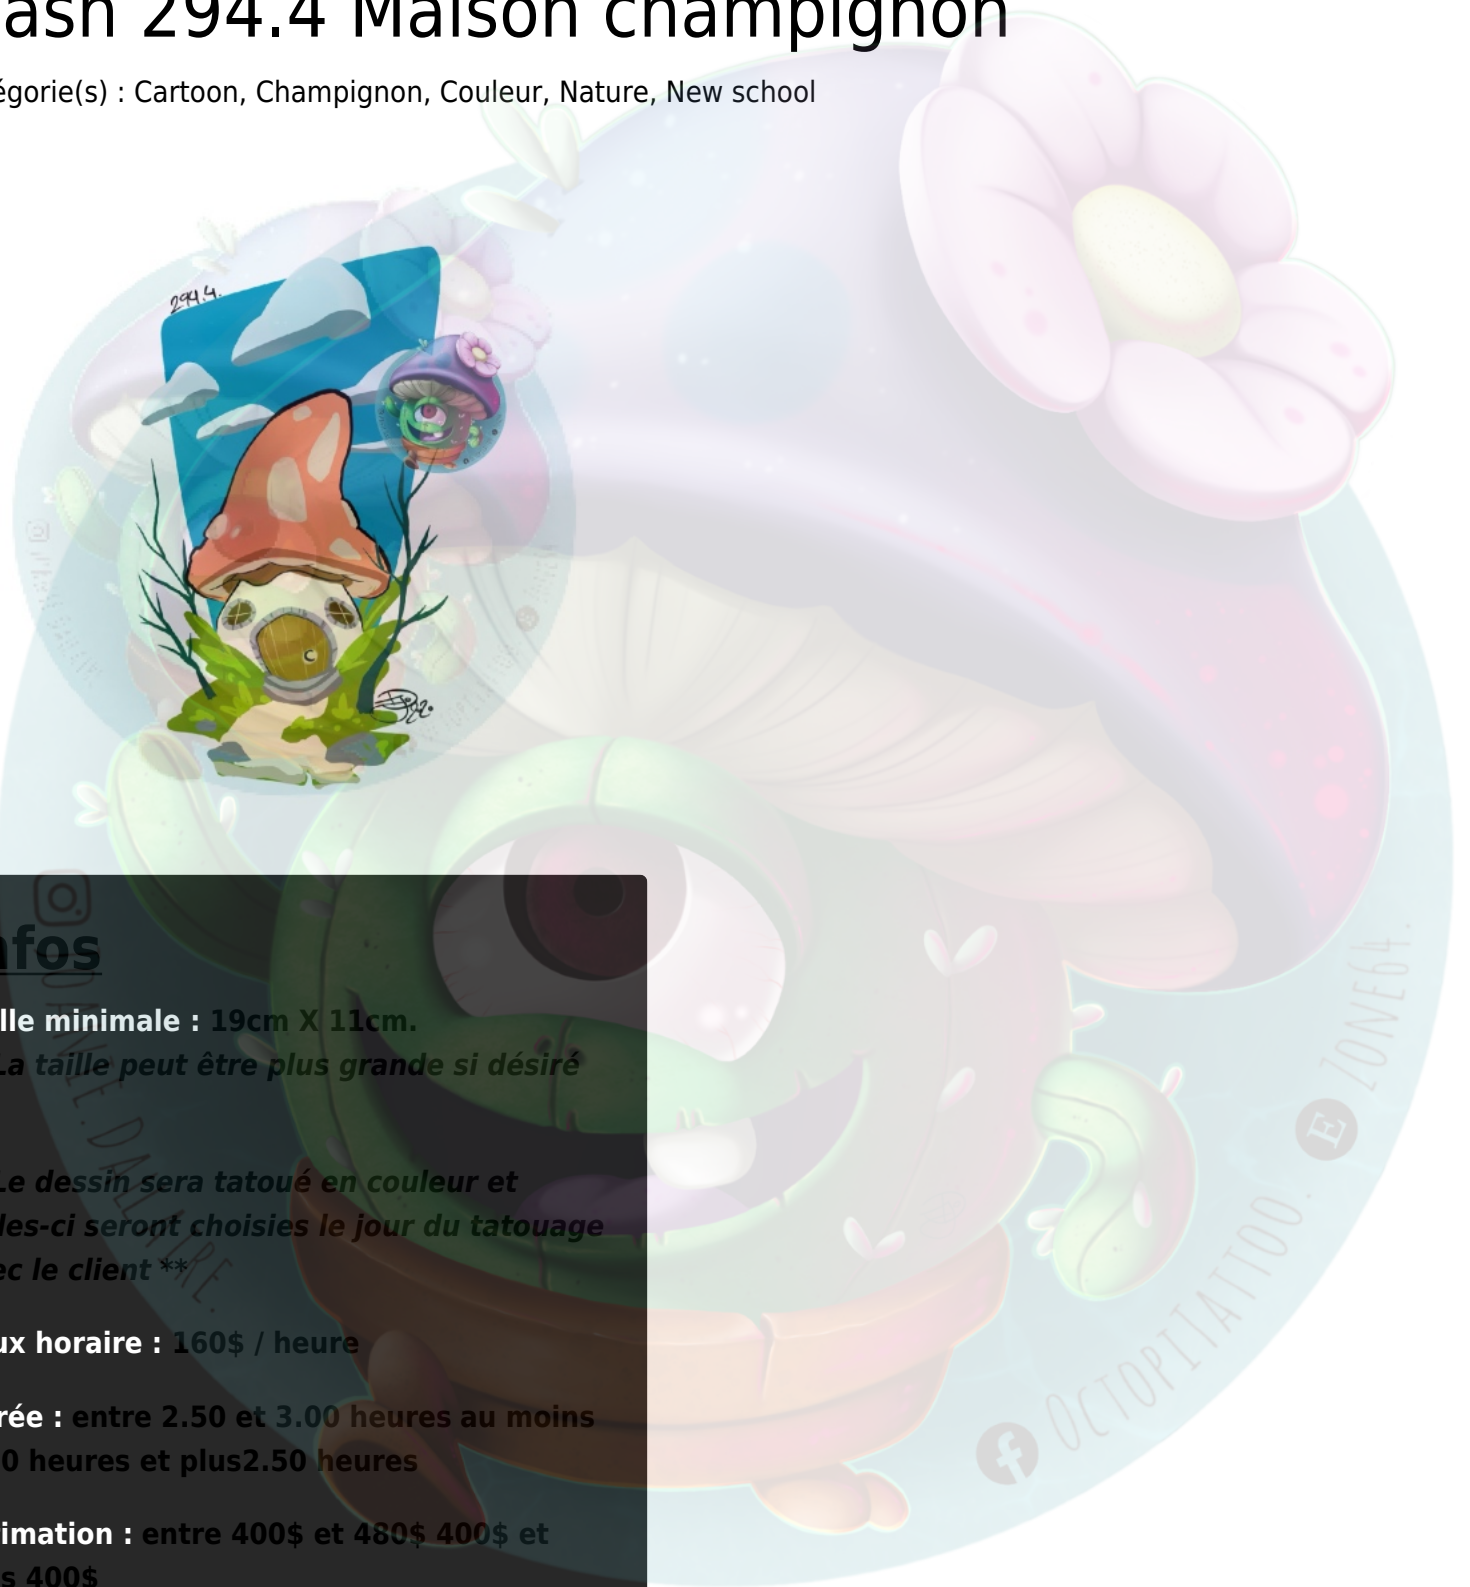 ash 294.4 Maison champignon
égorie(s) : Cartoon, Champignon, Couleur, Nature, New school
294.4.
nfos
lle minimale : 19cm X 11cm.
La taille peut être plus grande si désiré
Le dessin sera tatoué en couleur et
les-ci seront choisies le jour du tatouage
ec le client **
ux horaire : 160$ / heure
rée : entre 2.50 et 3.00 heures au moins
0 heures et plus2.50 heures
imation : entre 400$ et 480$ 400$ et
s 400$
DAVZE.DALLAIRE.
OCTOPITATTOO.
ZONE64.